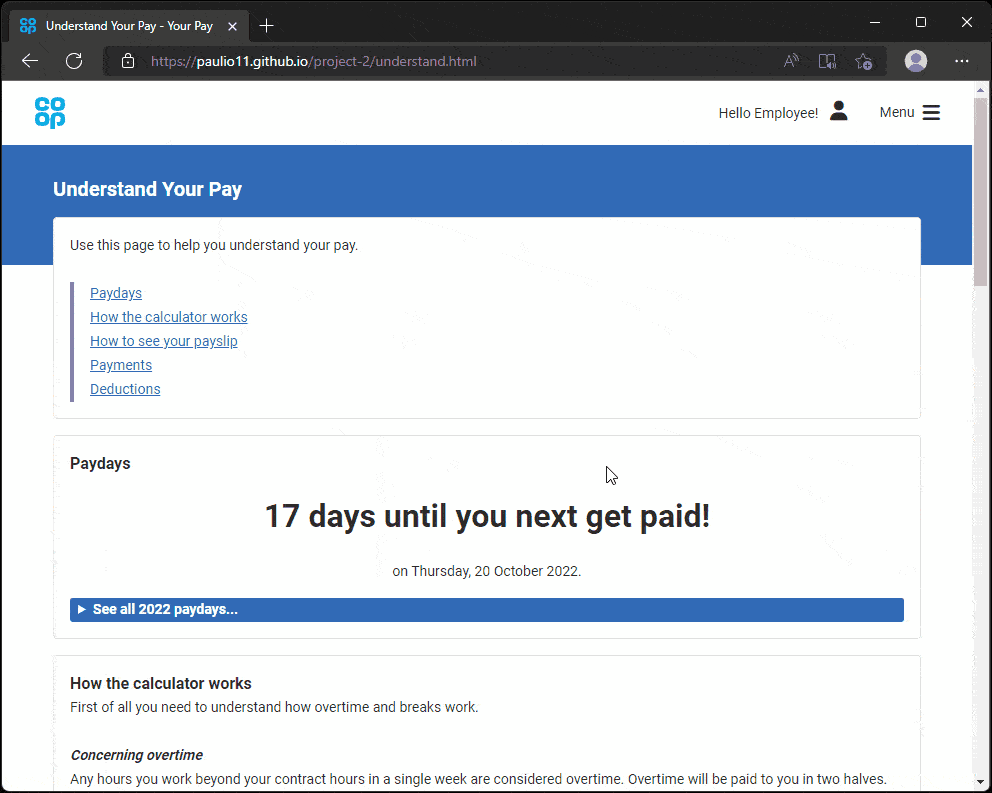 Understand Your Pay - Your Pay
https://paulio11.github.io/project-2/understand.html
co
op
Hello Employee!
Menu
Understand Your Pay
Use this page to help you understand your pay.
Paydays
How the calculator works
How to see your payslip
Payments
Deductions
Paydays
17 days until you next get paid!
on Thursday, 20 October 2022.
See all 2022 paydays...
How the calculator works
First of all you need to understand how overtime and breaks work.
Concerning overtime
Any hours you work beyond your contract hours in a single week are considered overtime. Overtime will be paid to you in two halves.